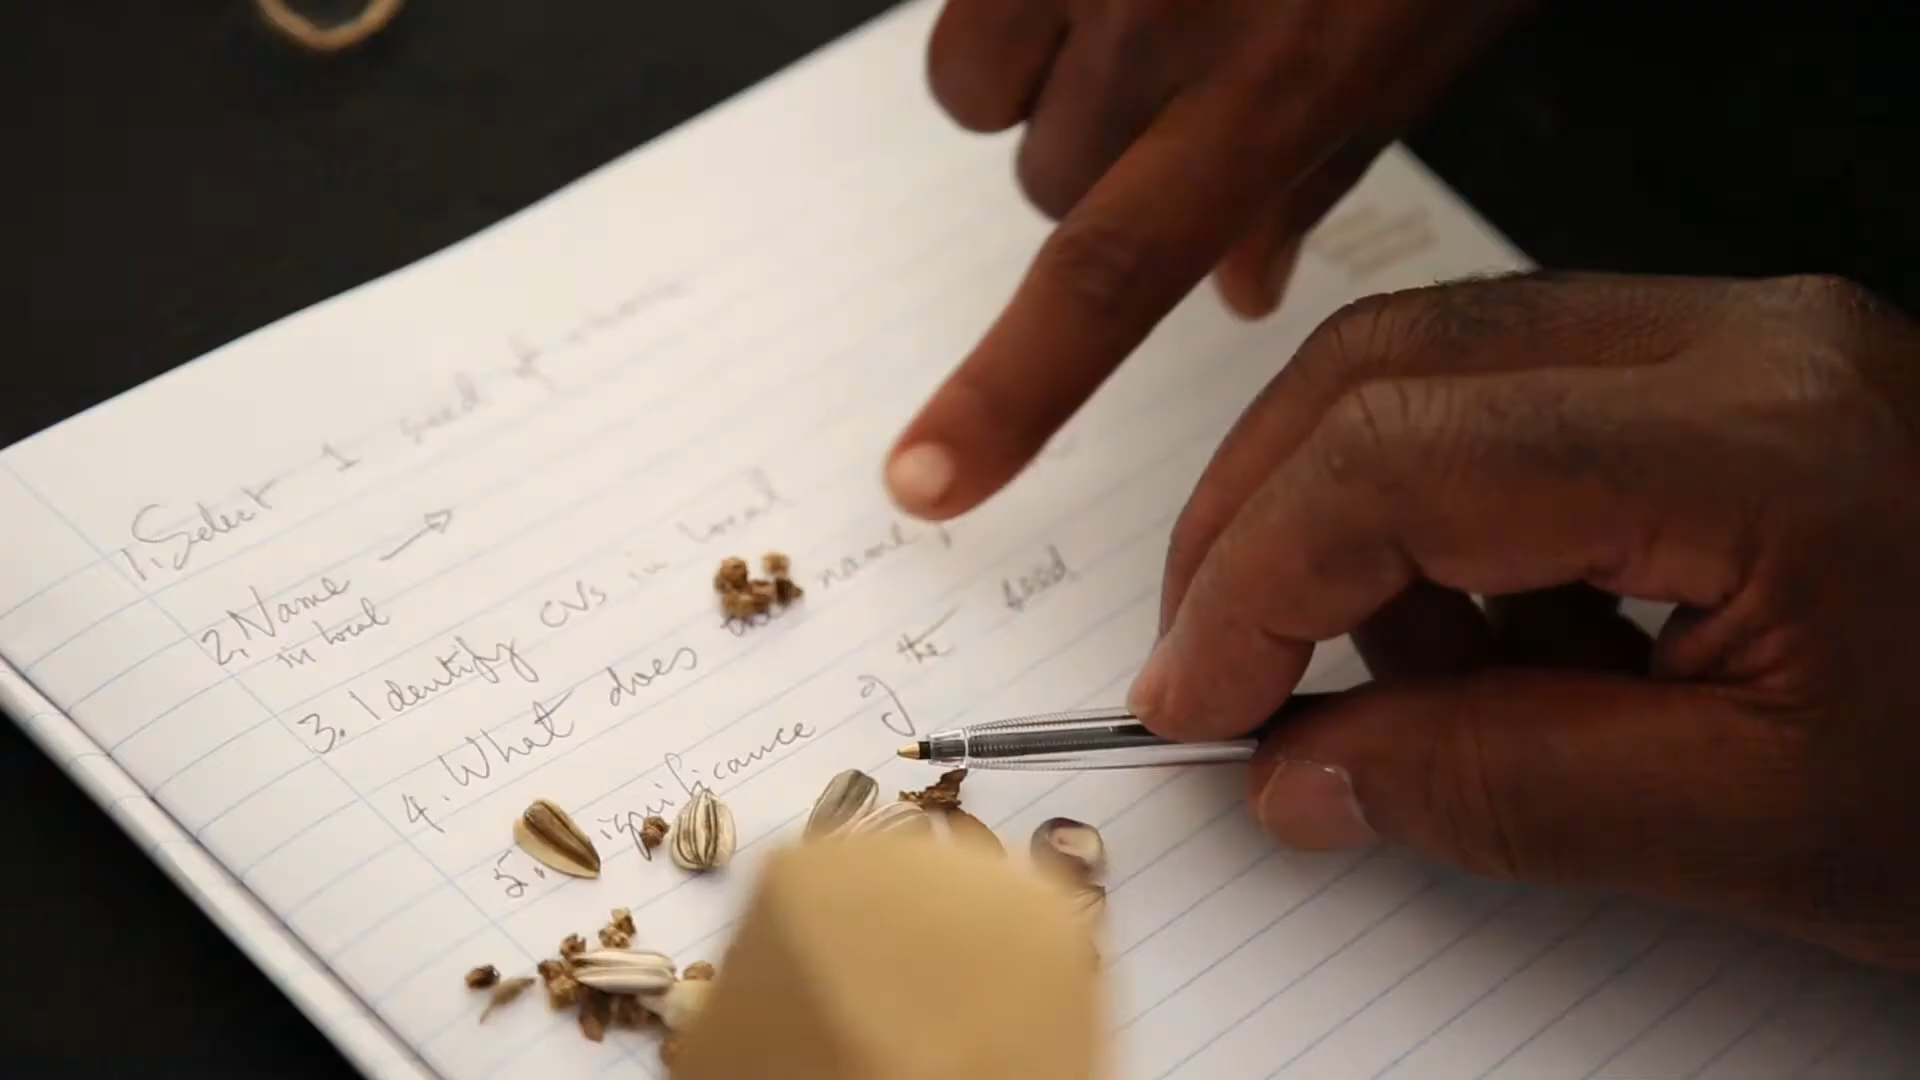 1. Select 1 seed of choice
2. Name →
in local
3. Identify CVs in local
4. What does the name
5. significance of the seed